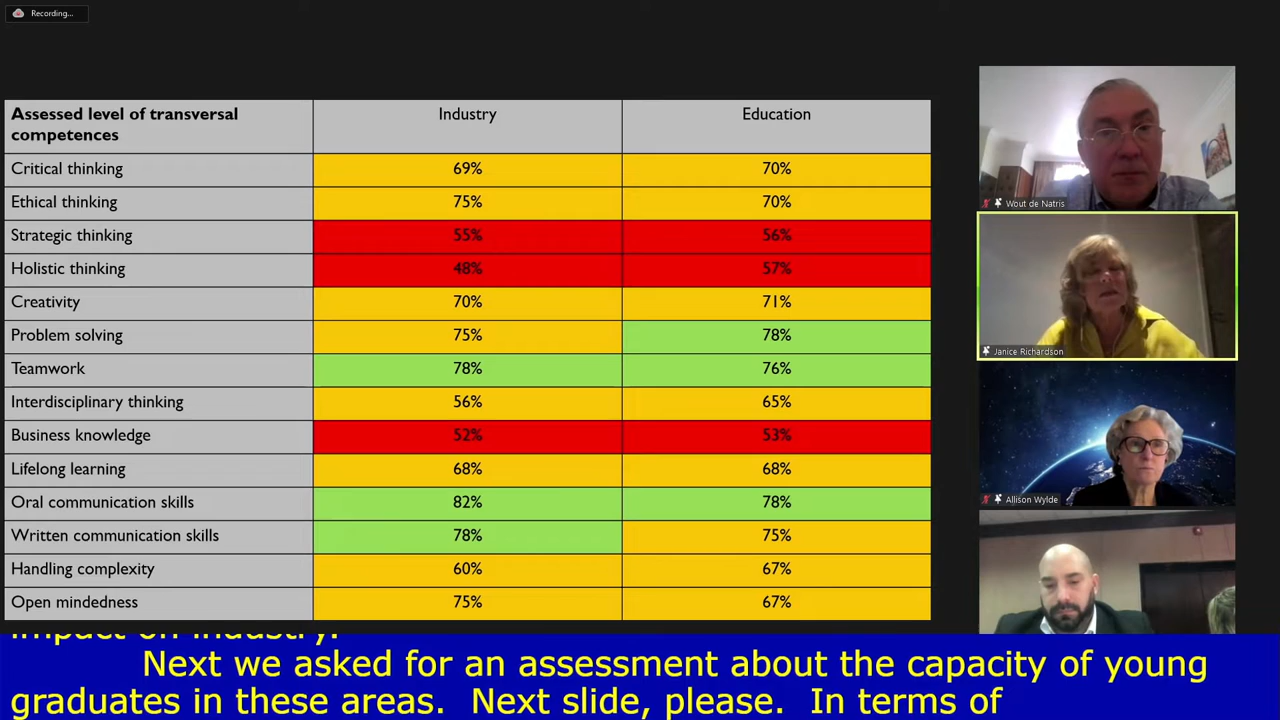 Recording...
Assessed level of transversal
competences
Industry
Education
Critical thinking 69% 70%
Ethical thinking 75% 70%
Strategic thinking 55% 56%
Holistic thinking 48% 57%
Creativity 70% 71%
Problem solving 75% 78%
Teamwork 78% 76%
Interdisciplinary thinking 56% 65%
Business knowledge 52% 53%
Lifelong learning 68% 68%
Oral communication skills 82% 78%
Written communication skills 78% 75%
Handling complexity 60% 67%
Open mindedness 75% 67%
Wout de Natris
Janice Richardson
Allison Wylde
impact on industry.
Next we asked for an assessment about the capacity of young
graduates in these areas. Next slide, please. In terms of